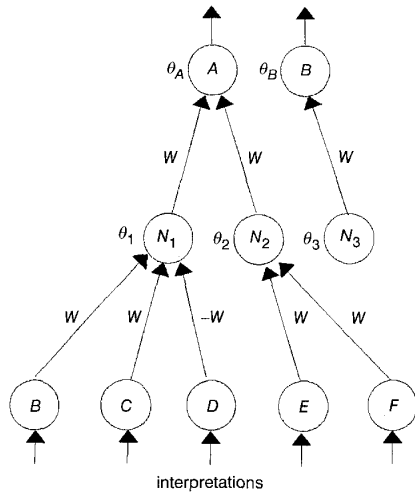 θA A θB B
W W W
θ1 N1 θ2 N2 θ3 N3
W W –W W W
B C D E F
interpretations